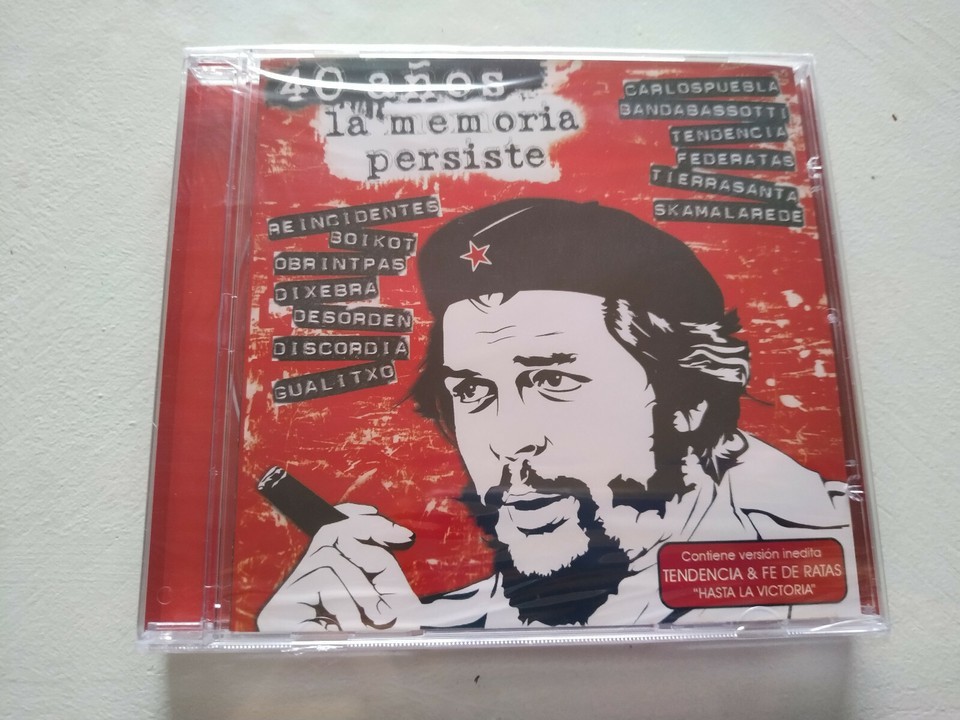 40 años
la memoria
persiste
CARLOSPUEBLA
BANDABASSOTTI
TENDENCIA
FEDERATAS
TIERRASANTA
SKAMALAREDE
REINCIDENTES
BOIKOT
OBRINTPAS
DIXEBRA
DESORDEN
DISCORDIA
GUALITXO
Contiene versión inedita
TENDENCIA & FE DE RATAS
"HASTA LA VICTORIA"